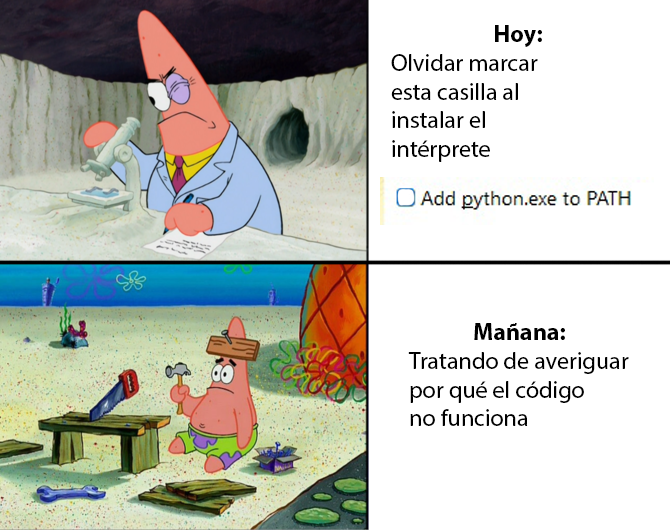 Hoy:
Olvidar marcar
esta casilla al
instalar el
intérprete
Add python.exe to PATH
Mañana:
Tratando de averiguar
por qué el código
no funciona